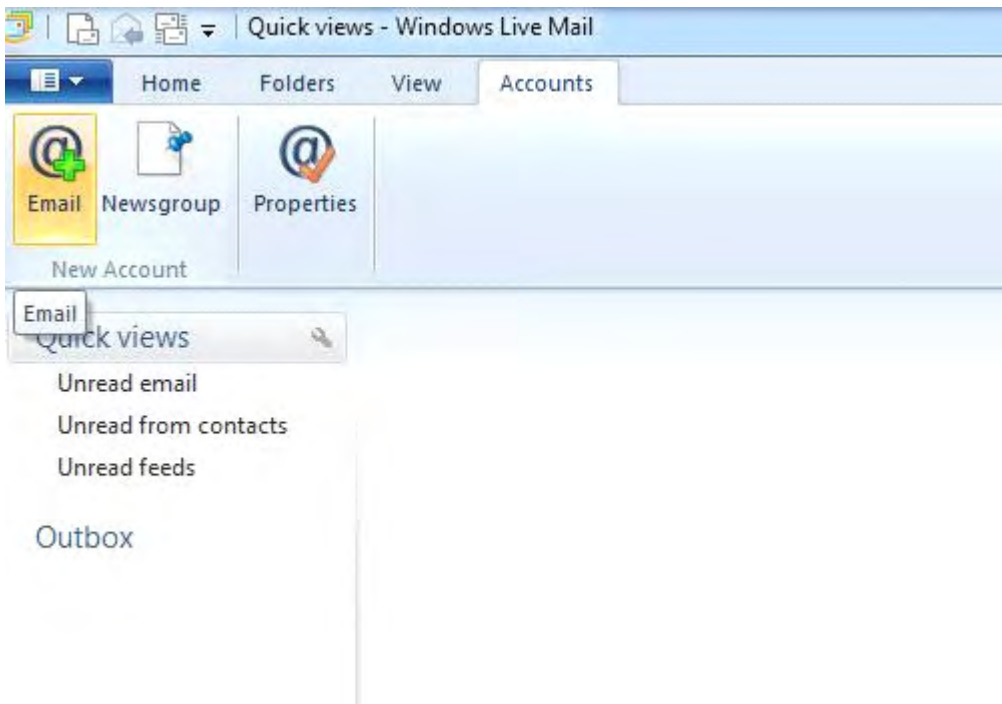 Quick views - Windows Live Mail
Home Folders View Accounts
Email Newsgroup Properties
New Account
Email
Quick views
Unread email
Unread from contacts
Unread feeds
Outbox